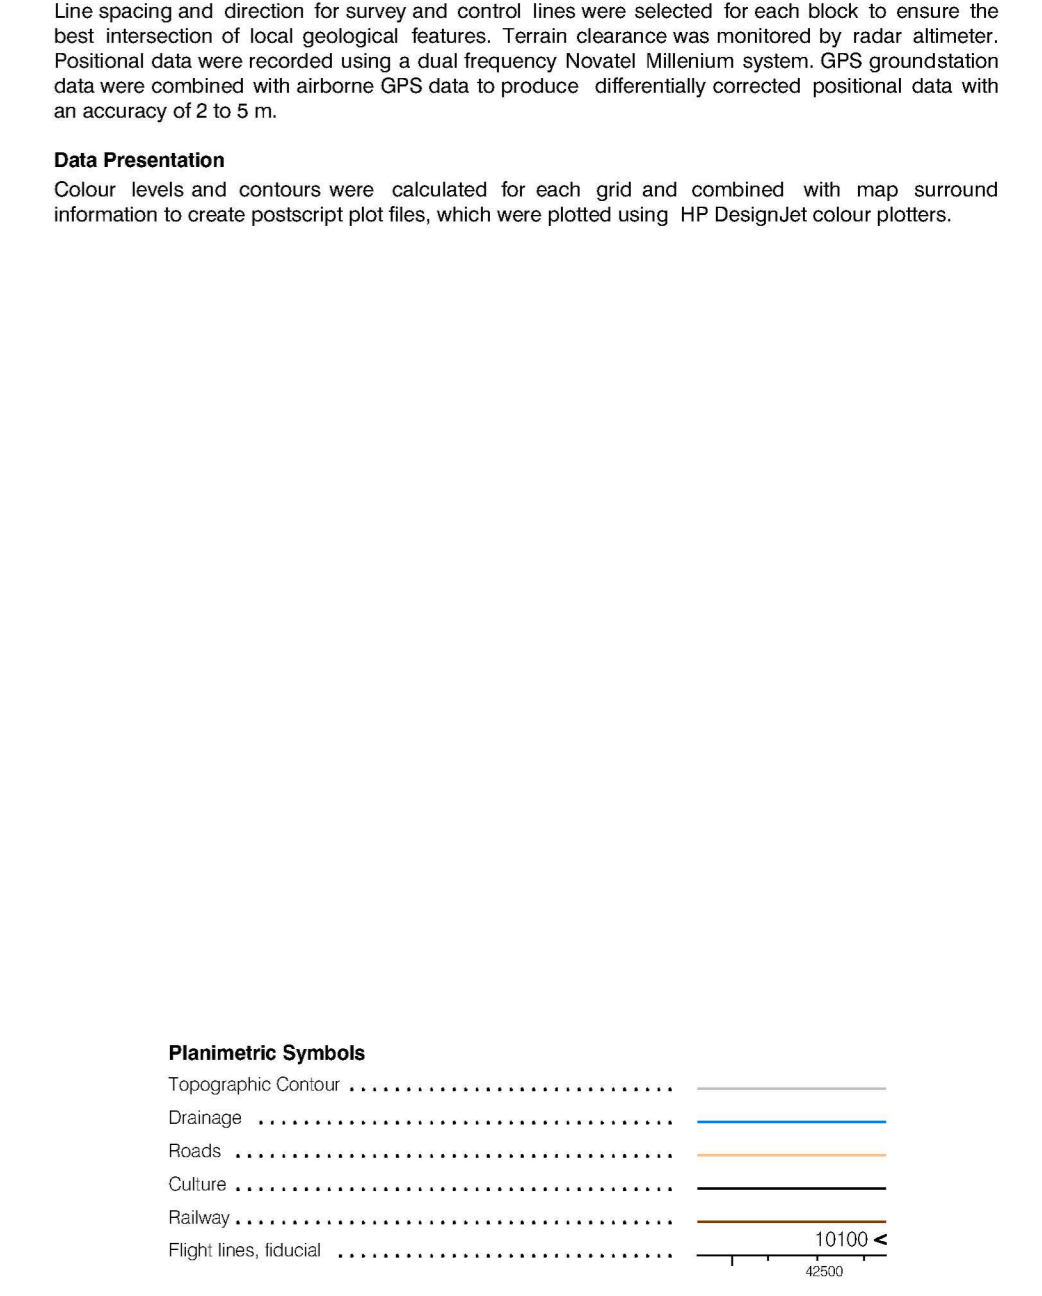 Line spacing and direction for survey and control lines were selected for each block to ensure the
best intersection of local geological features. Terrain clearance was monitored by radar altimeter.
Positional data were recorded using a dual frequency Novatel Millenium system. GPS groundstation
data were combined with airborne GPS data to produce differentially corrected positional data with
an accuracy of 2 to 5 m.
Data Presentation
Colour levels and contours were calculated for each grid and combined with map surround
information to create postscript plot files, which were plotted using HP DesignJet colour plotters.
Planimetric Symbols
Topographic Contour .............................
Drainage .....................................
Roads .......................................
Culture .......................................
Railway .......................................
10100 <
Flight lines, fiducial ..............................
42500